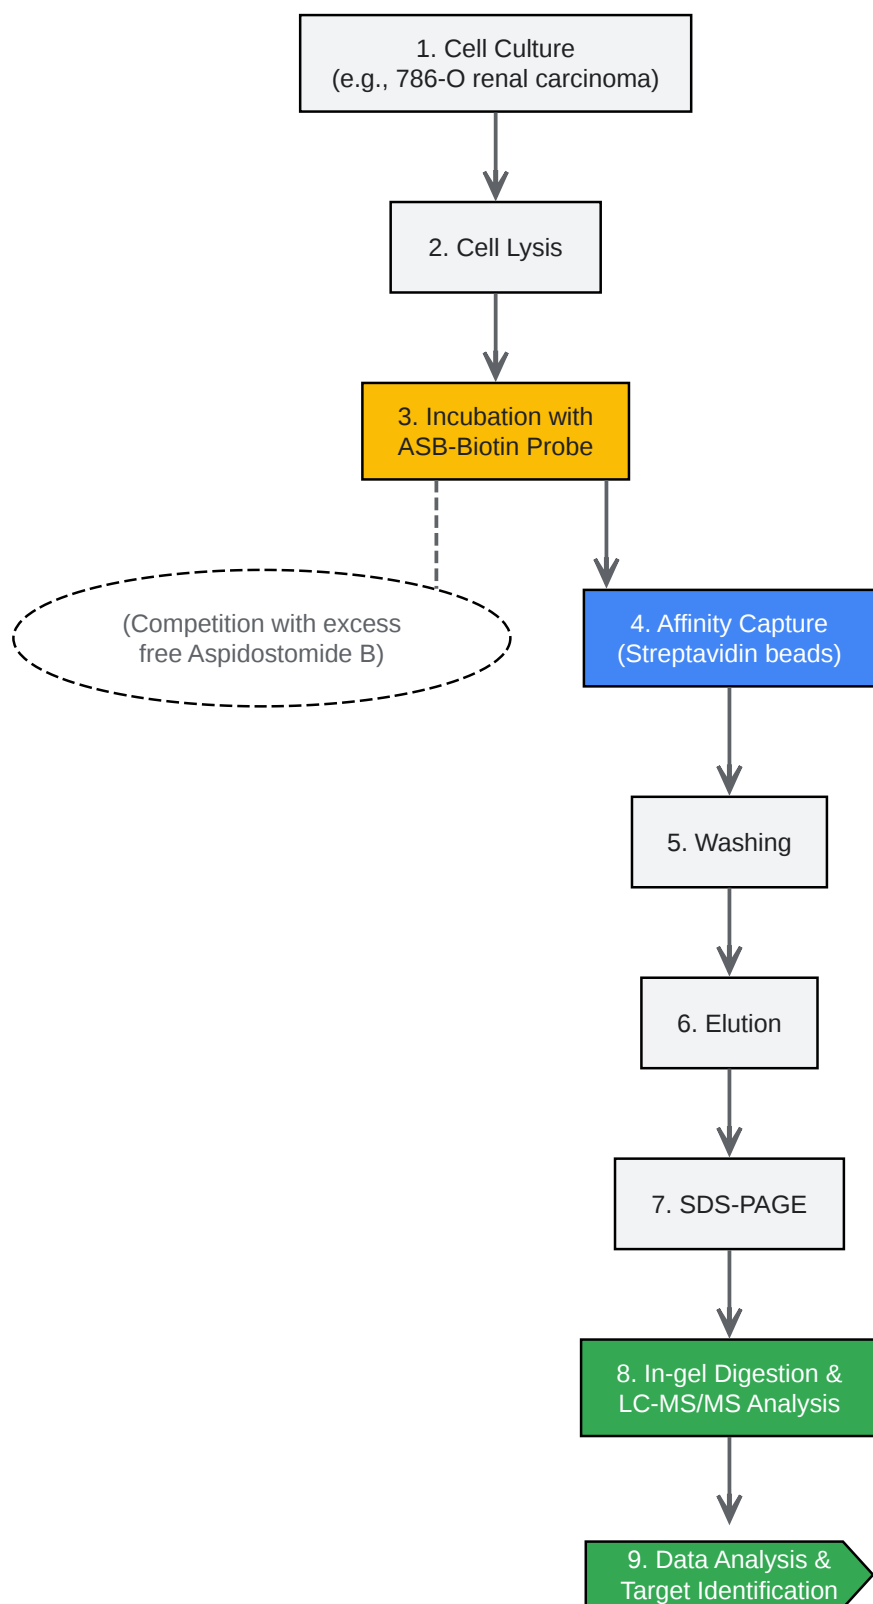 1. Cell Culture
(e.g., 786-O renal carcinoma)
2. Cell Lysis
3. Incubation with
ASB-Biotin Probe
(Competition with excess
free Aspidostomide B)
4. Affinity Capture
(Streptavidin beads)
5. Washing
6. Elution
7. SDS-PAGE
8. In-gel Digestion &
LC-MS/MS Analysis
9. Data Analysis &
Target Identification